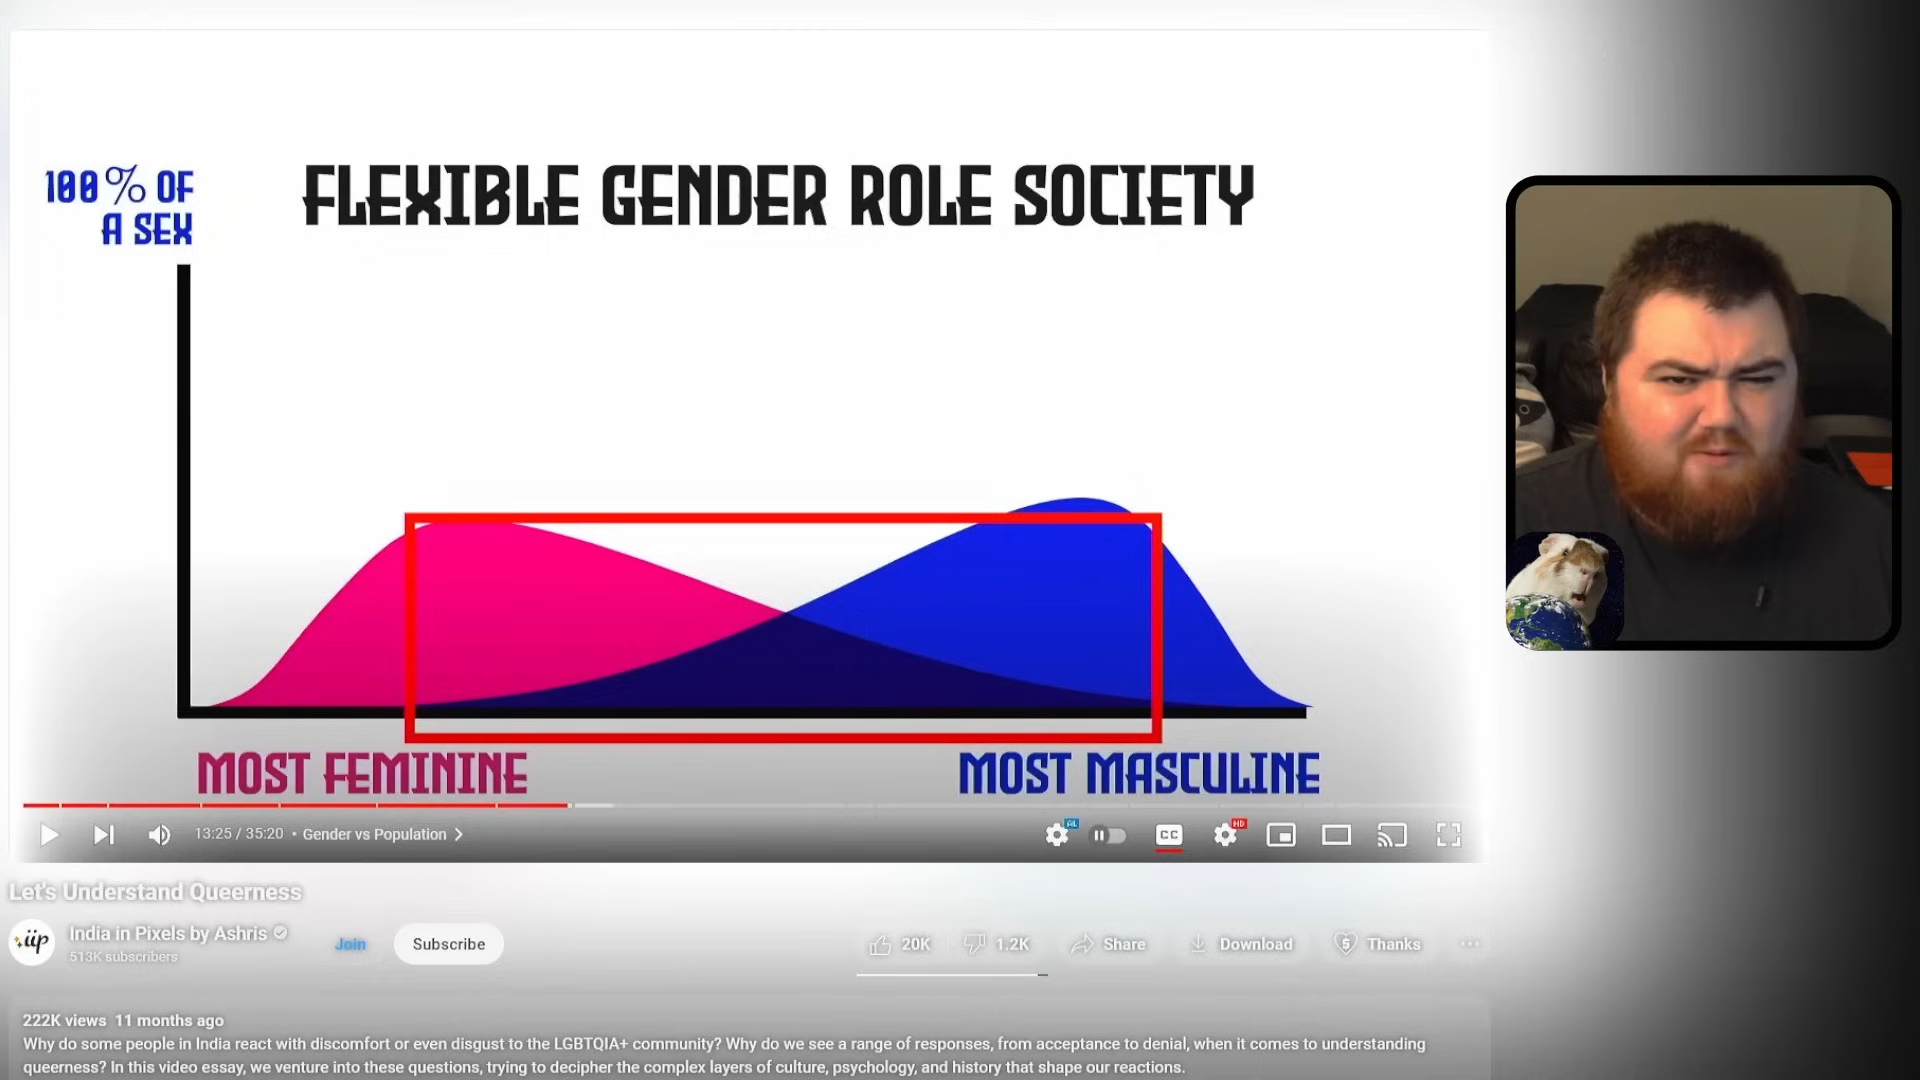 100% OF
A SEX
FLEXIBLE GENDER ROLE SOCIETY
MOST FEMININE
MOST MASCULINE
13:25 / 35:20 • Gender vs Population
AL
CC
HD
Let's Understand Queerness
iip
India in Pixels by Ashris
513K subscribers
Join
Subscribe
20K
1.2K
Share
Download
Thanks
222K views 11 months ago
Why do some people in India react with discomfort or even disgust to the LGBTQIA+ community? Why do we see a range of responses, from acceptance to denial, when it comes to understanding
queerness? In this video essay, we venture into these questions, trying to decipher the complex layers of culture, psychology, and history that shape our reactions.